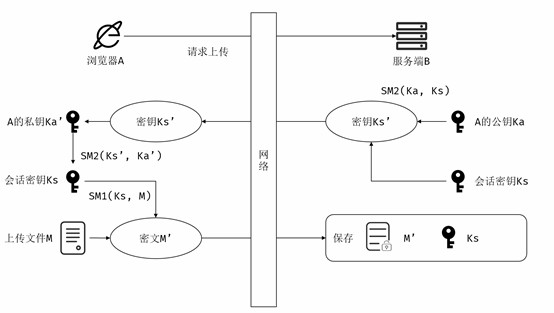 浏览器A
请求上传
服务端B
SM2(Ka, Ks)
A的私钥Ka’
密钥Ks’
密钥Ks’
A的公钥Ka
SM2(Ks’, Ka’)
网络
会话密钥Ks
SM1(Ks, M)
会话密钥Ks
上传文件M
密文M’
保存
M’
Ks